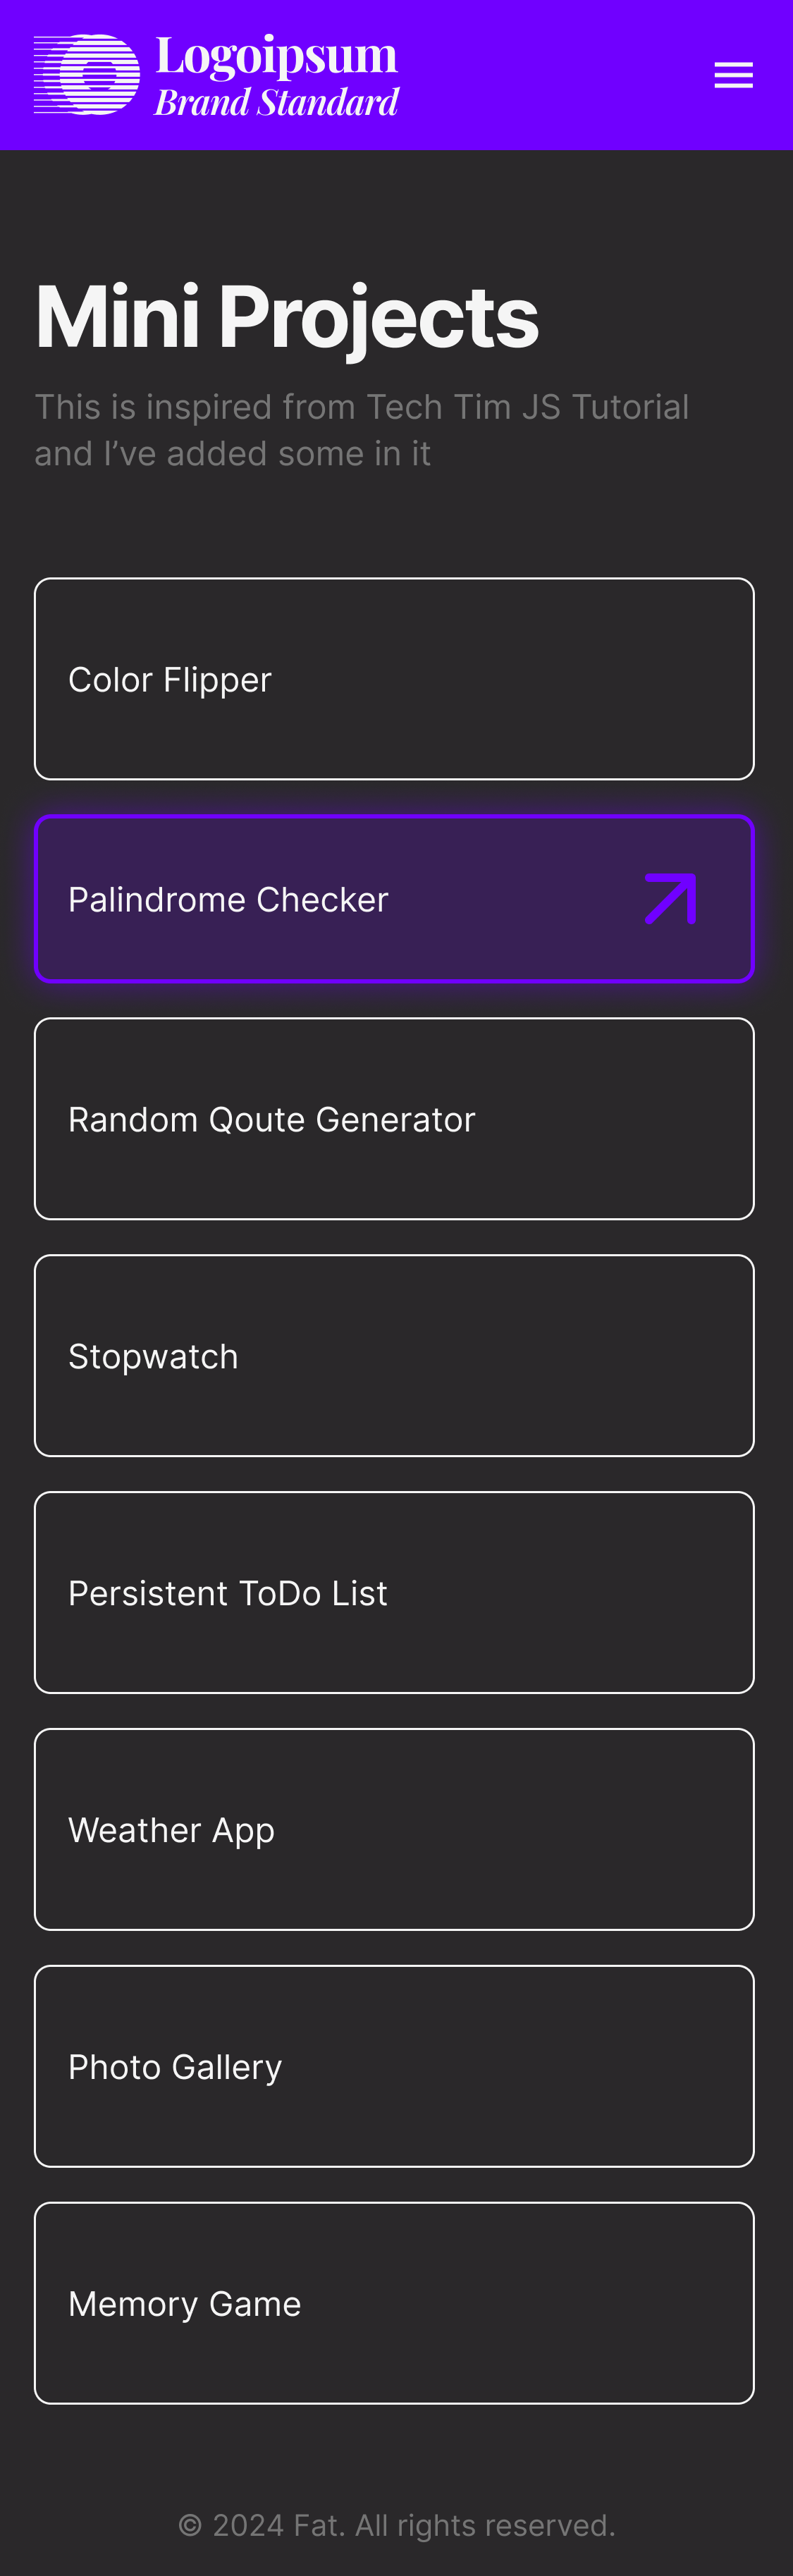 Logoipsum
Brand Standard
Mini Projects
This is inspired from Tech Tim JS Tutorial
and I’ve added some in it
Color Flipper
Palindrome Checker
Random Qoute Generator
Stopwatch
Persistent ToDo List
Weather App
Photo Gallery
Memory Game
© 2024 Fat. All rights reserved.